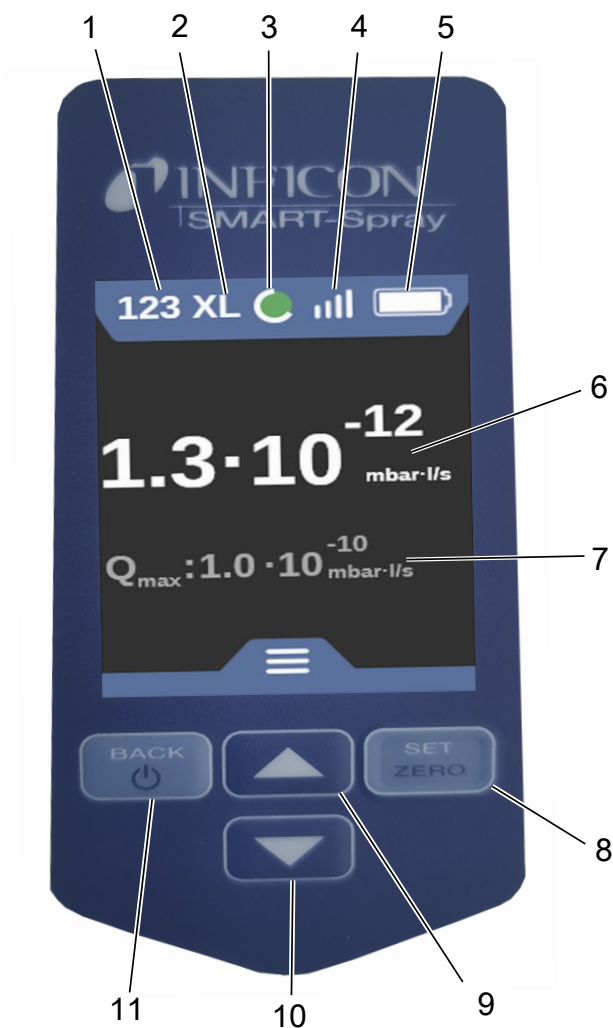 1 2 3 4 5
INFICON
SMART-Spray
123 XL
1.3·10⁻¹²
mbar·l/s
6
Qmax:1.0·10⁻¹⁰
mbar·l/s
7
BACK
SET
ZERO
8
9
10
11